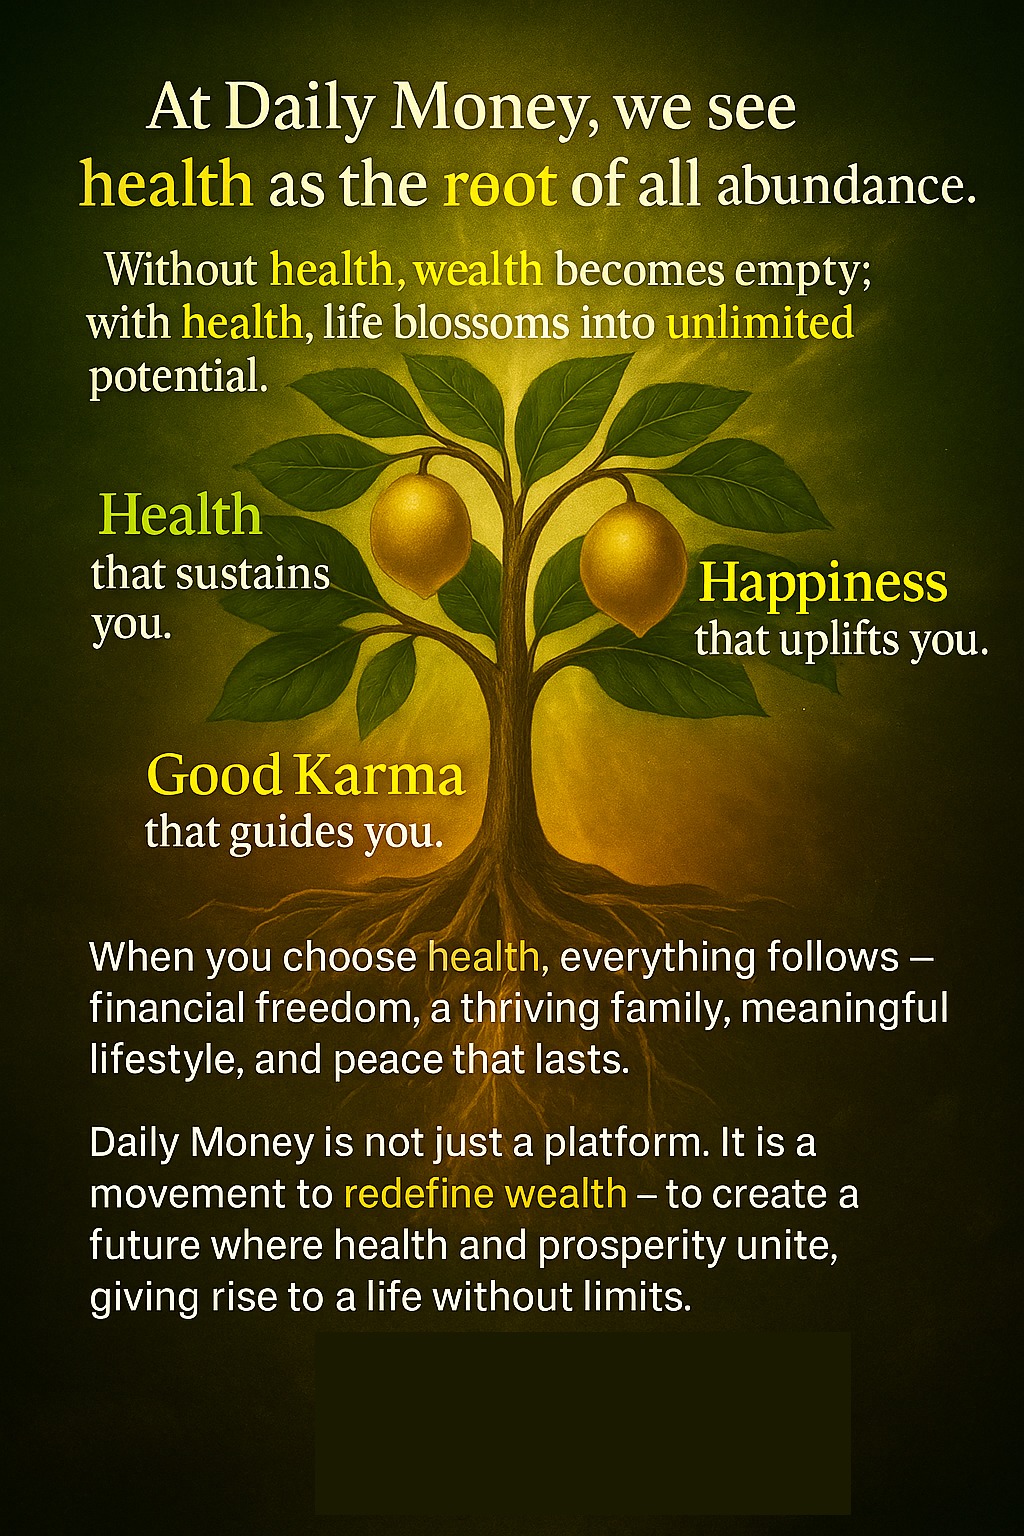 At Daily Money, we see
health as the root of all abundance.
Without health, wealth becomes empty;
with health, life blossoms into unlimited
potential.
Health
that sustains
you.
Happiness
that uplifts you.
Good Karma
that guides you.
When you choose health, everything follows –
financial freedom, a thriving family, meaningful
lifestyle, and peace that lasts.
Daily Money is not just a platform. It is a
movement to redefine wealth – to create a
future where health and prosperity unite,
giving rise to a life without limits.